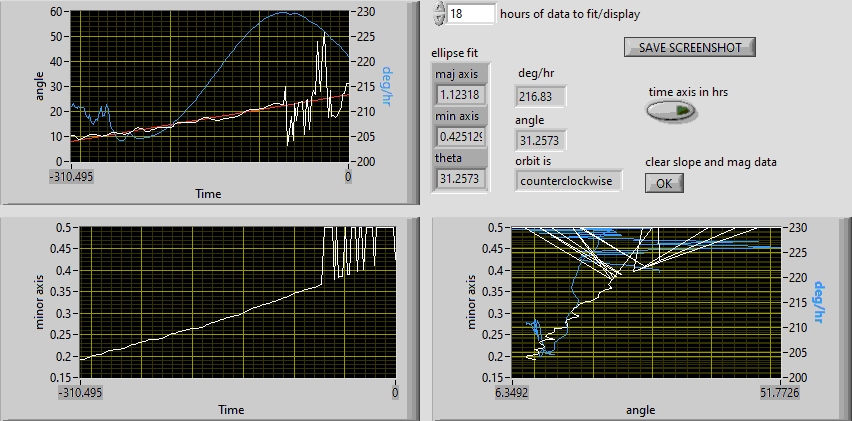 60
50
40
30
20
10
0
angle
230
225
220
215
210
205
200
deg/hr
-310.495
0
Time
18 hours of data to fit/display
SAVE SCREENSHOT
ellipse fit
maj axis
1.12318
min axis
0.425129
theta
31.2573
deg/hr
216.83
angle
31.2573
orbit is
counterclockwise
time axis in hrs
clear slope and mag data
OK
0.5
0.45
0.4
0.35
0.3
0.25
0.2
0.15
minor axis
-310.495
0
Time
0.5
0.45
0.4
0.35
0.3
0.25
0.2
0.15
minor axis
230
225
220
215
210
205
200
deg/hr
6.3492
51.7726
angle